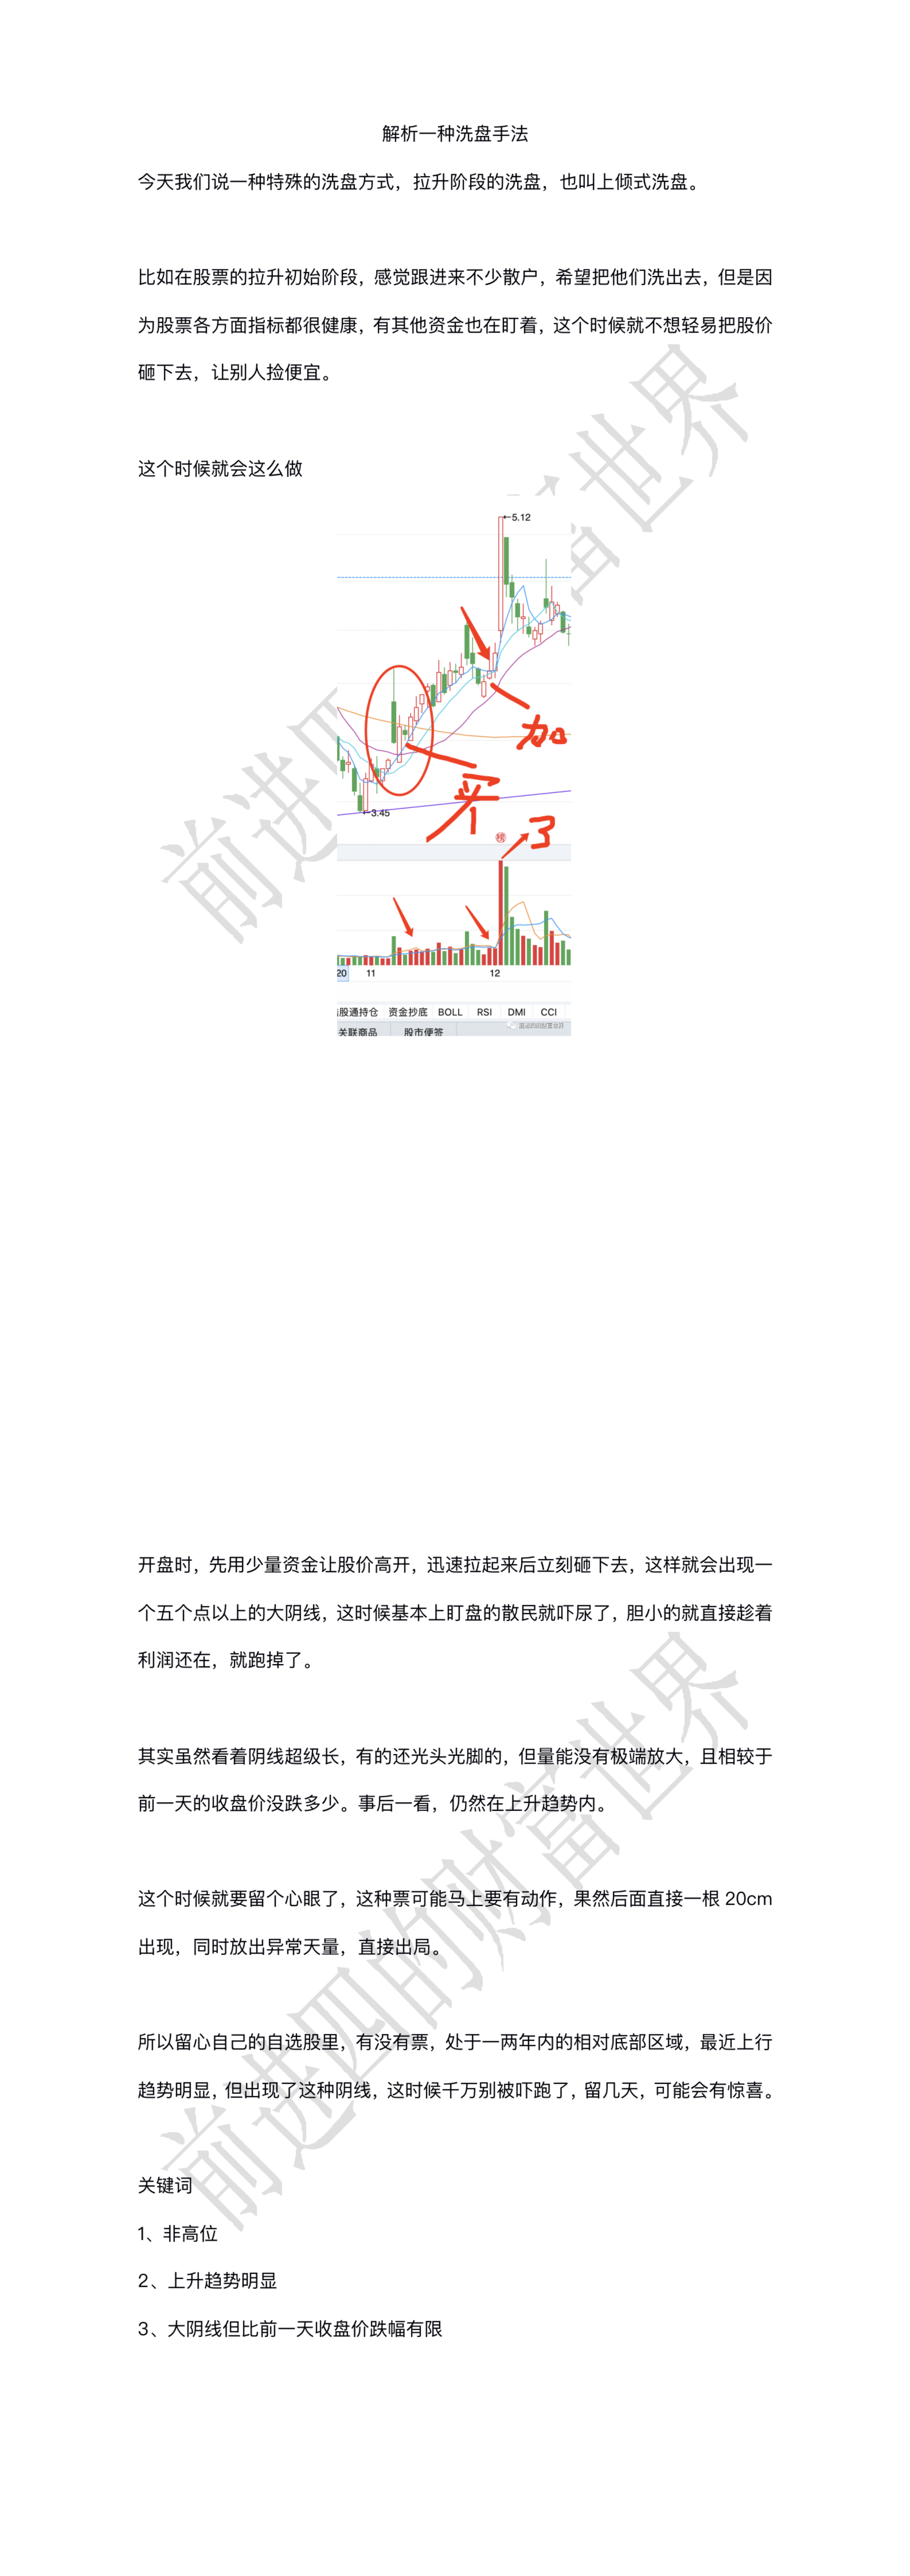 解析一种洗盘手法
今天我们说一种特殊的洗盘方式，拉升阶段的洗盘，也叫上倾式洗盘。
比如在股票的拉升初始阶段，感觉跟进来不少散户，希望把他们洗出去，但是因
为股票各方面指标都很健康，有其他资金也在盯着，这个时候就不想轻易把股价
砸下去，让别人捡便宜。
这个时候就会这么做
5.12
加
买
3.45
榜
3
20 11 12
股通持仓 资金抄底 BOLL RSI DMI CCI
关联商品 股市便签
前进四的财富世界
开盘时，先用少量资金让股价高开，迅速拉起来后立刻砸下去，这样就会出现一
个五个点以上的大阴线，这时候基本上盯盘的散民就吓尿了，胆小的就直接趁着
利润还在，就跑掉了。
其实虽然看着阴线超级长，有的还光头光脚的，但量能没有极端放大，且相较于
前一天的收盘价没跌多少。事后一看，仍然在上升趋势内。
这个时候就要留个心眼了，这种票可能马上要有动作，果然后面直接一根 20cm
出现，同时放出异常天量，直接出局。
所以留心自己的自选股里，有没有票，处于一两年内的相对底部区域，最近上行
趋势明显，但出现了这种阴线，这时候千万别被吓跑了，留几天，可能会有惊喜。
关键词
1、非高位
2、上升趋势明显
3、大阴线但比前一天收盘价跌幅有限
前进四的财富世界